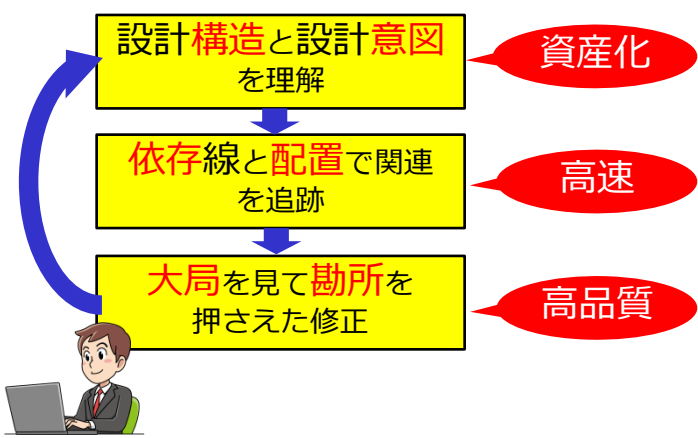 設計構造と設計意図
を理解
資産化
依存線と配置で関連
を追跡
高速
大局を見て勘所を
押さえた修正
高品質